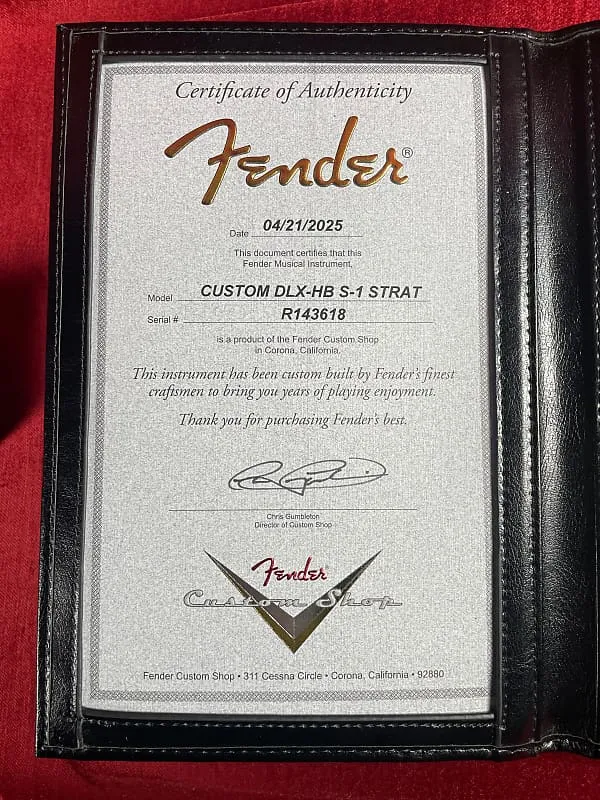 Certificate of Authenticity
Fender®
Date 04/21/2025
This document certifies that this
Fender Musical Instrument,
Model CUSTOM DLX-HB S-1 STRAT
Serial # R143618
is a product of the Fender Custom Shop
in Corona, California.
This instrument has been custom built by Fender's finest
craftsmen to bring you years of playing enjoyment.
Thank you for purchasing Fender's best.
Chris Gumbleton
Director of Custom Shop
Fender
Custom Shop
Fender Custom Shop • 311 Cessna Circle • Corona, California • 92880